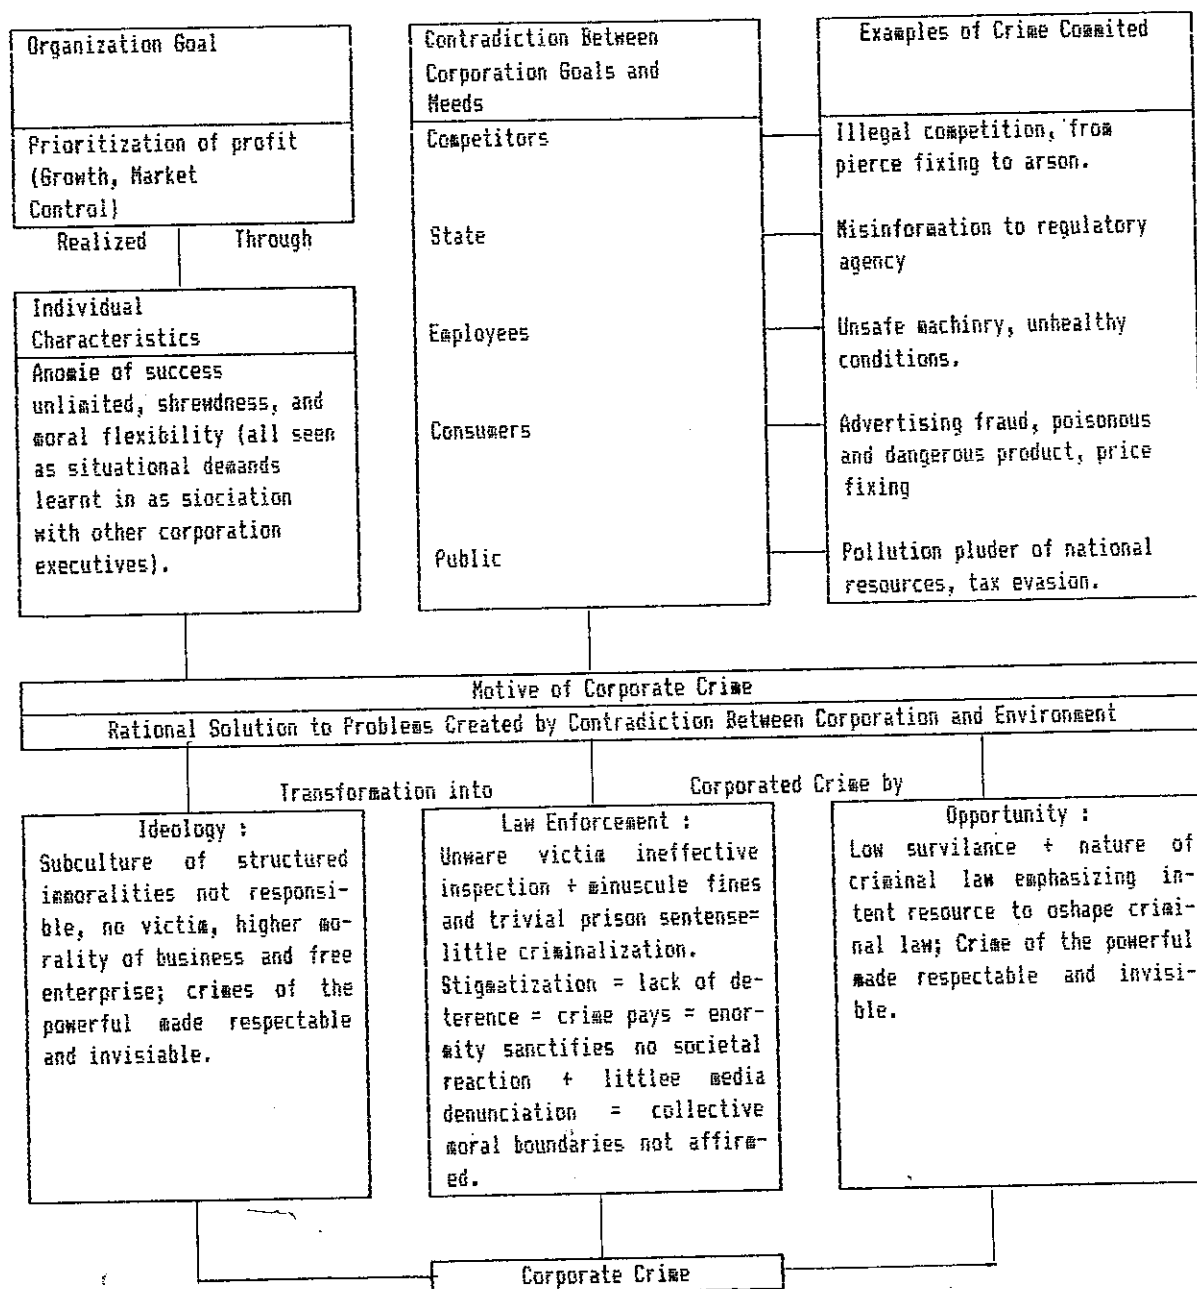 Organization Goal
Prioritization of profit
(Growth, Market
Control)
Realized Through
Individual
Characteristics
Anomie of success
unlimited, shrewdness, and
moral flexibility (all seen
as situational demands
learnt in as siociation
with other corporation
executives).
Contradiction Between
Corporation Goals and
Needs
Competitors
State
Employees
Consumers
Public
Examples of Crime Commited
Illegal competition, from
pierce fixing to arson.
Misinformation to regulatory
agency
Unsafe machinry, unhealthy
conditions.
Advertising fraud, poisonous
and dangerous product, price
fixing
Pollution pluder of national
resources, tax evasion.
Motive of Corporate Crime
Rational Solution to Problems Created by Contradiction Between Corporation and Environment
Transformation into Corporated Crime by
Ideology :
Subculture of structured
immoralities not responsi-
ble, no victim, higher mo-
rality of business and free
enterprise; crimes of the
powerful made respectable
and invisiable.
Law Enforcement :
Unware victim ineffective
inspection + minuscule fines
and trivial prison sentense=
little criminalization.
Stigmatization = lack of de-
terence = crime pays = enor-
mity sanctifies no societal
reaction + littlee media
denunciation = collective
moral boundaries not affirm-
ed.
Opportunity :
Low survilance + nature of
criminal law emphasizing in-
tent resource to oshape crimi-
nal law; Crime of the powerful
made respectable and invisi-
ble.
Corporate Crime